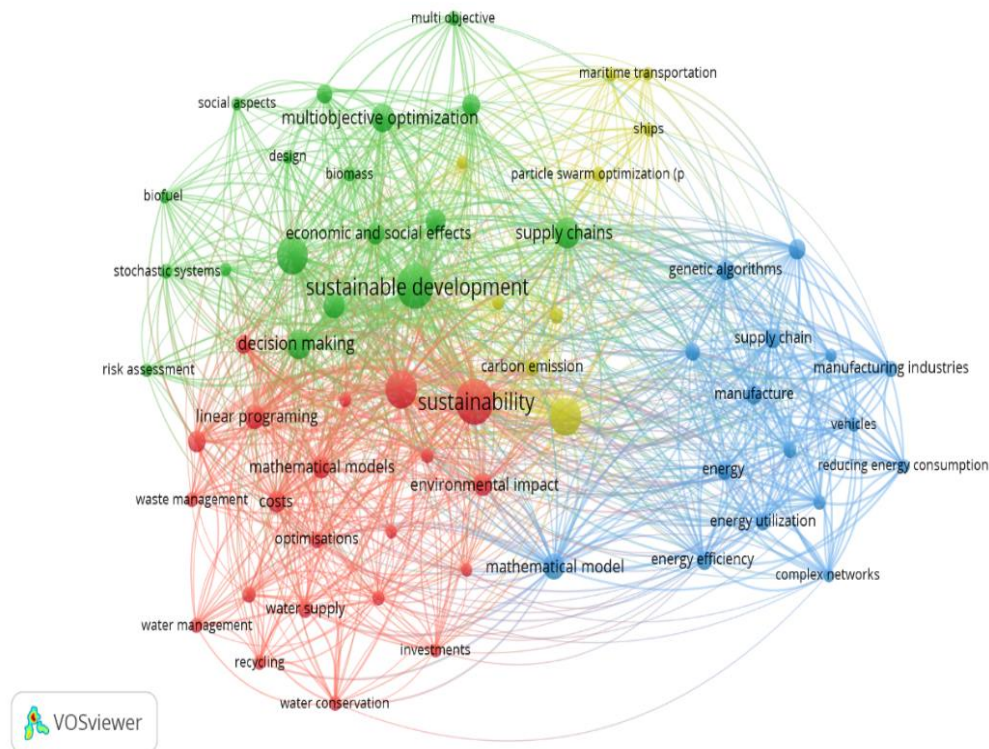 multi objective
maritime transportation
social aspects
multiobjective optimization
ships
design
biomass
particle swarm optimization (p
biofuel
economic and social effects
supply chains
stochastic systems
genetic algorithms
sustainable development
decision making
supply chain
risk assessment
carbon emission
manufacturing industries
sustainability
manufacture
linear programing
vehicles
mathematical models
energy
reducing energy consumption
environmental impact
waste management
costs
energy utilization
optimisations
mathematical model
energy efficiency
complex networks
water supply
water management
investments
recycling
water conservation
VOSviewer